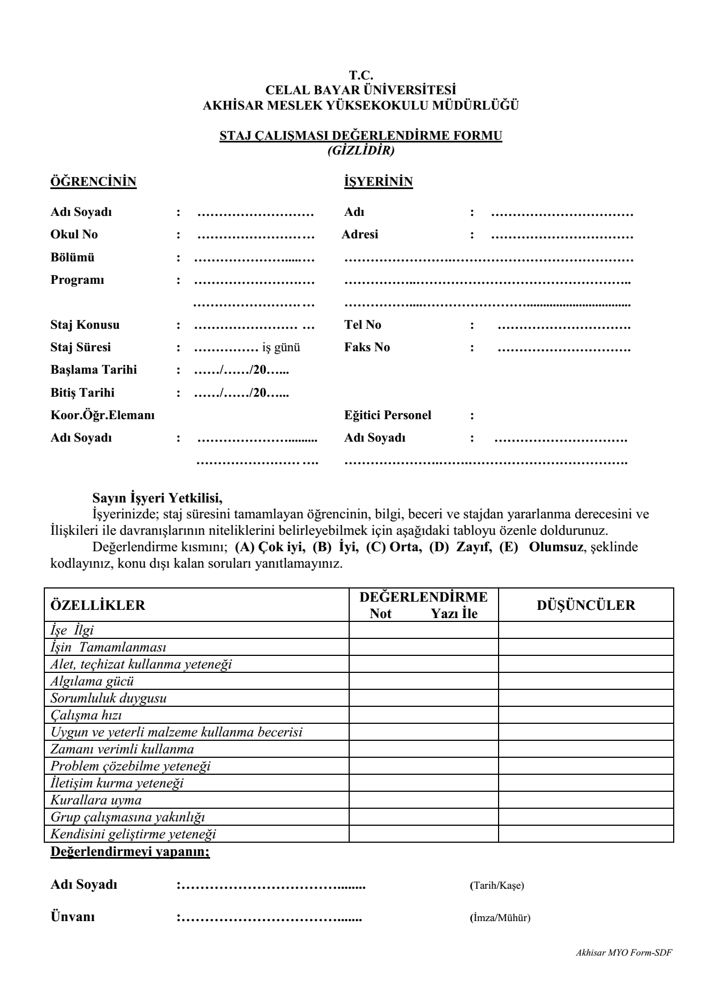 T.C.
CELAL BAYAR ÜNİVERSİTESİ
AKHİSAR MESLEK YÜKSEKOKULU MÜDÜRLÜĞÜ
STAJ ÇALIŞMASI DEĞERLENDİRME FORMU
(GİZLİDİR)
ÖĞRENCİNİN İŞYERİNİN
Adı Soyadı : ……………………… Adı : ……………………………
Okul No : ……………………… Adresi : ……………………………
Bölümü : ………………….....… …………………….……………………………………
Programı : ……………………… ……………..…………………………………………..
……………………… ……………....……………………................................
Staj Konusu : …………………… … Tel No : ………………………….
Staj Süresi : …………… iş günü Faks No : ………………………….
Başlama Tarihi : ……/……/20…...
Bitiş Tarihi : ……/……/20…...
Koor.Öğr.Elemanı Eğitici Personel :
Adı Soyadı : …………………......... Adı Soyadı : ………………………….
…………………… …. ………………….…….……………………………….
Sayın İşyeri Yetkilisi,
İşyerinizde; staj süresini tamamlayan öğrencinin, bilgi, beceri ve stajdan yararlanma derecesini ve
İlişkileri ile davranışlarının niteliklerini belirleyebilmek için aşağıdaki tabloyu özenle doldurunuz.
Değerlendirme kısmını; (A) Çok iyi, (B) İyi, (C) Orta, (D) Zayıf, (E) Olumsuz, şeklinde
kodlayınız, konu dışı kalan soruları yanıtlamayınız.
ÖZELLİKLER DEĞERLENDİRME DÜŞÜNCÜLER
Not Yazı İle
İşe İlgi
İşin Tamamlanması
Alet, teçhizat kullanma yeteneği
Algılama gücü
Sorumluluk duygusu
Çalışma hızı
Uygun ve yeterli malzeme kullanma becerisi
Zamanı verimli kullanma
Problem çözebilme yeteneği
İletişim kurma yeteneği
Kurallara uyma
Grup çalışmasına yakınlığı
Kendisini geliştirme yeteneği
Değerlendirmeyi yapanın;
Adı Soyadı :……………………………........ (Tarih/Kaşe)
Ünvanı :……………………………....... (İmza/Mühür)
Akhisar MYO Form-SDF